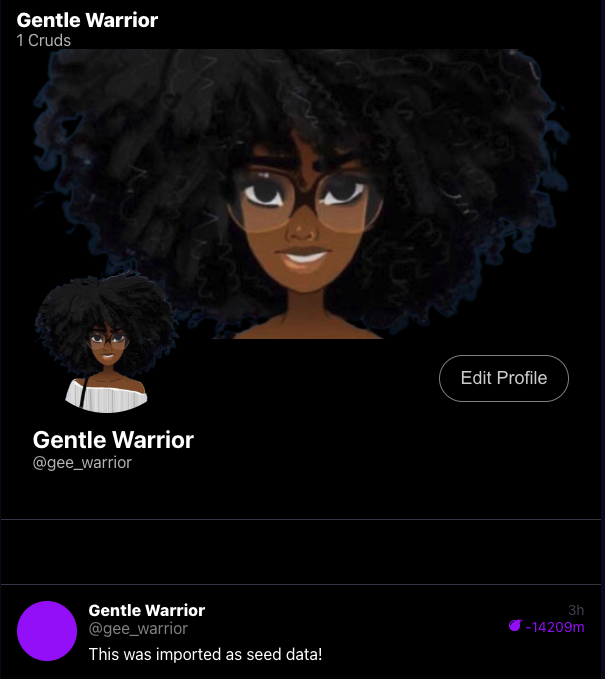 Gentle Warrior
1 Cruds
Edit Profile
Gentle Warrior
@gee_warrior
Gentle Warrior
3h
@gee_warrior
-14209m
This was imported as seed data!